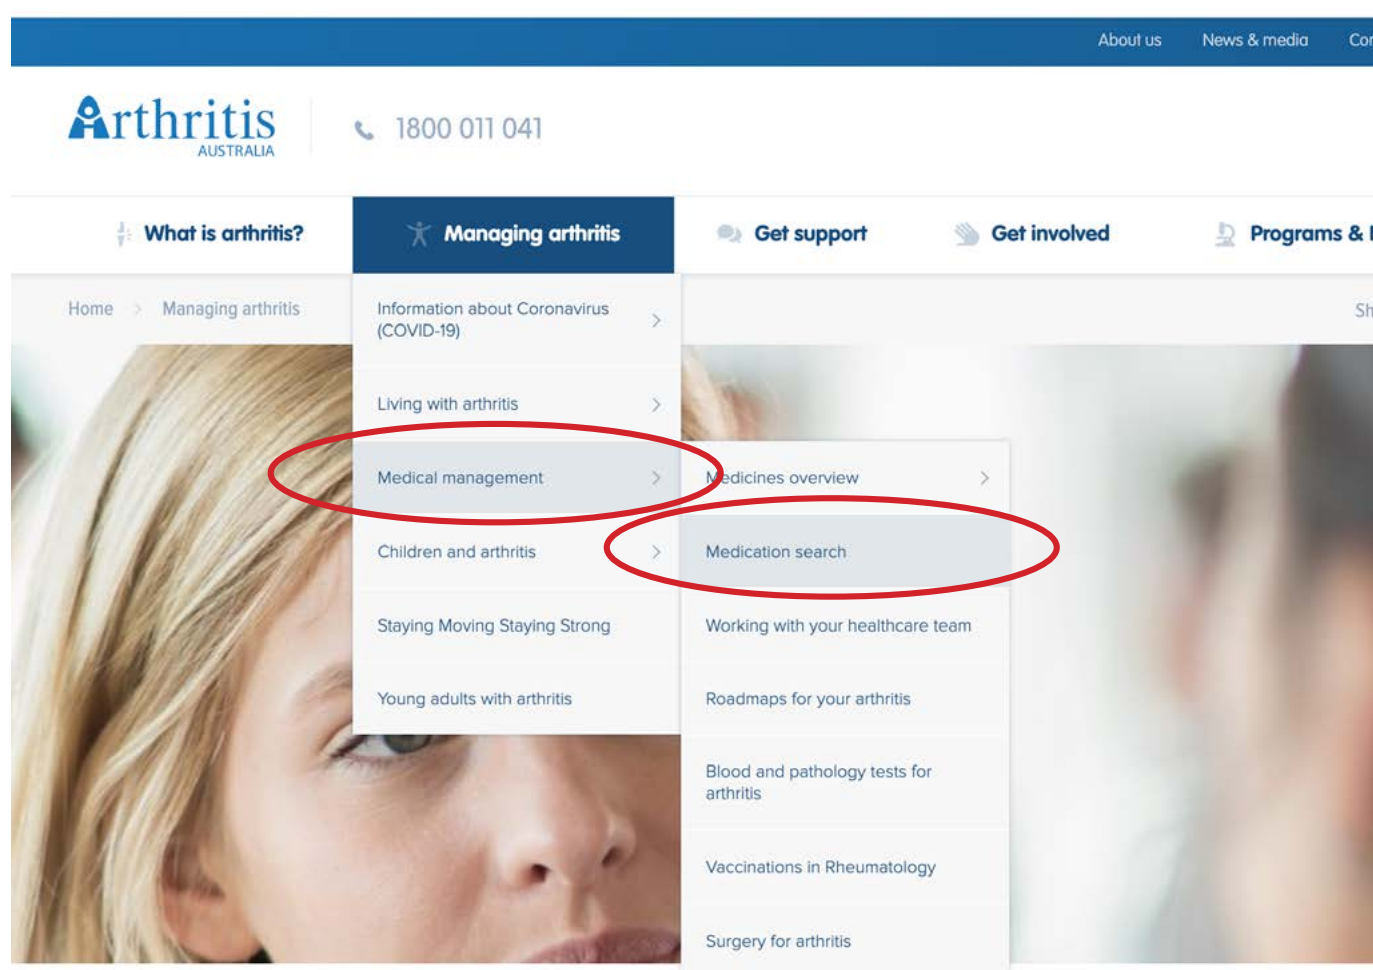 About us
News & media
Arthritis
AUSTRALIA
1800 011 041
What is arthritis?
Managing arthritis
Get support
Get involved
Programs &
Home > Managing arthritis
Information about Coronavirus
(COVID-19)
Living with arthritis
Medical management
Children and arthritis
Staying Moving Staying Strong
Young adults with arthritis
Medicines overview
Medication search
Working with your healthcare team
Roadmaps for your arthritis
Blood and pathology tests for
arthritis
Vaccinations in Rheumatology
Surgery for arthritis